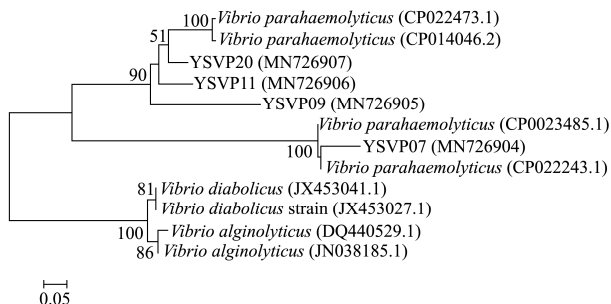 100 Vibrio parahaemolyticus (CP022473.1)
Vibrio parahaemolyticus (CP014046.2)
51
YSVP20 (MN726907)
90
YSVP11 (MN726906)
YSVP09 (MN726905)
Vibrio parahaemolyticus (CP0023485.1)
100
YSVP07 (MN726904)
Vibrio parahaemolyticus (CP022243.1)
81 Vibrio diabolicus (JX453041.1)
Vibrio diabolicus strain (JX453027.1)
100
Vibrio alginolyticus (DQ440529.1)
86 Vibrio alginolyticus (JN038185.1)
0.05